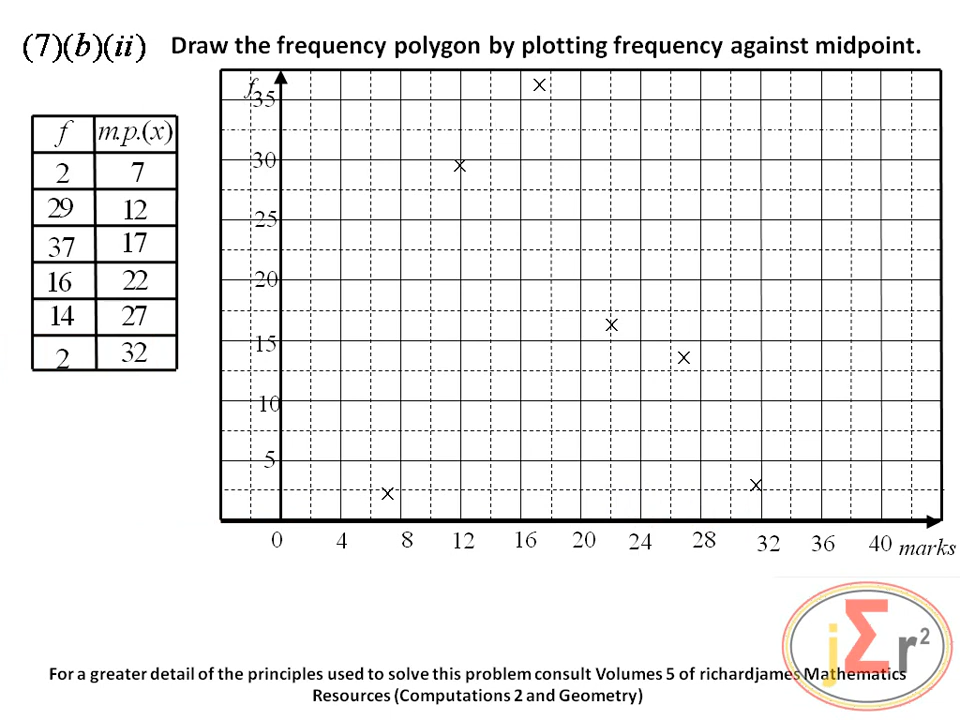 (7)(b)(ii) Draw the frequency polygon by plotting frequency against midpoint.
f m.p.(x)
2 7
29 12
37 17
16 22
14 27
2 32
f
35
30
25
20
15
10
5
0 4 8 12 16 20 24 28 32 36 40 marks
jΣr²
For a greater detail of the principles used to solve this problem consult Volumes 5 of richardjames Mathematics
Resources (Computations 2 and Geometry)